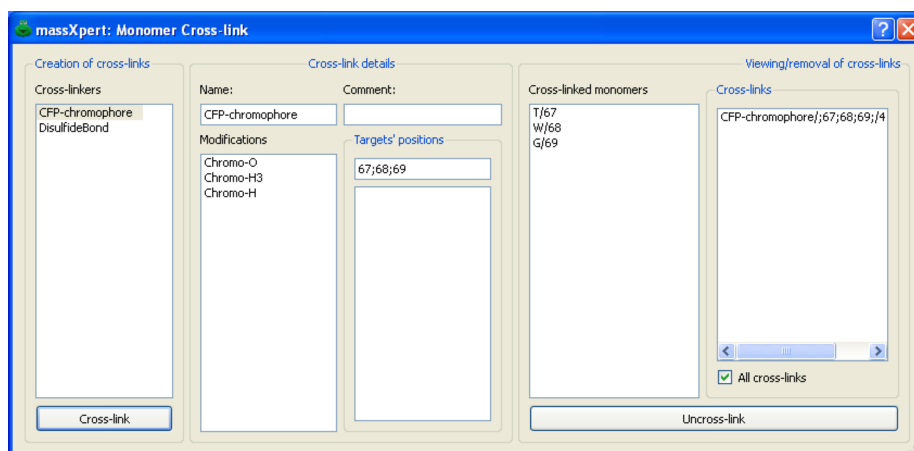 massXpert: Monomer Cross-link
Creation of cross-links
Cross-linkers
CFP-chromophore
DisulfideBond
Cross-link
Cross-link details
Name:
CFP-chromophore
Comment:
Modifications
Chromo-O
Chromo-H3
Chromo-H
Targets' positions
67;68;69
Viewing/removal of cross-links
Cross-linked monomers
T/67
W/68
G/69
Cross-links
CFP-chromophore/;67;68;69;/4
All cross-links
Uncross-link